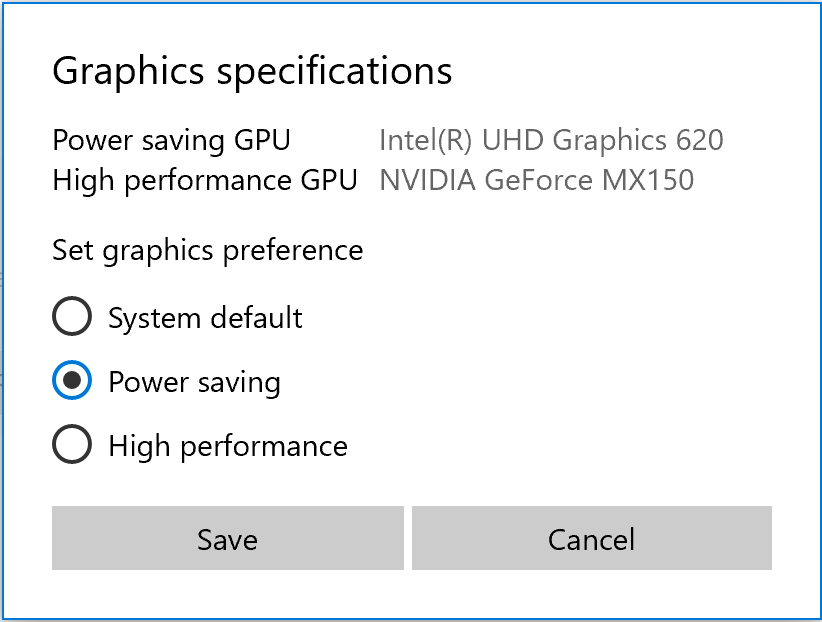 Graphics specifications
Power saving GPU Intel(R) UHD Graphics 620
High performance GPU NVIDIA GeForce MX150
Set graphics preference
System default
Power saving
High performance
Save Cancel